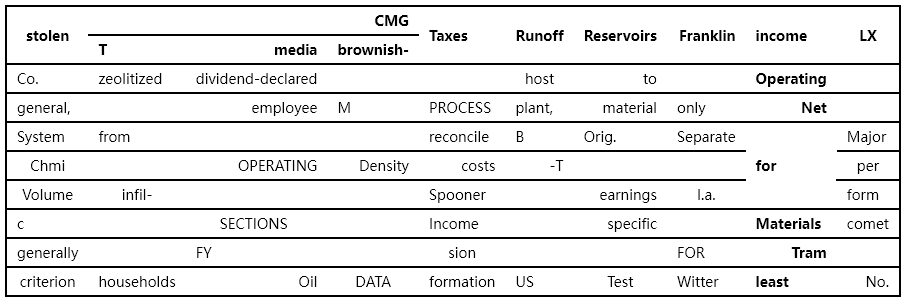 stolen CMG Taxes Runoff Reservoirs Franklin income LX
T media brownish-
Co. zeolitized dividend-declared host to Operating
general, employee M PROCESS plant, material only Net
System from reconcile B Orig. Separate for Major
Chmi OPERATING Density costs -T per
Volume infil- Spooner earnings l.a. form
c SECTIONS Income specific Materials comet
generally FY sion FOR Tram
criterion households Oil DATA formation US Test Witter least No.